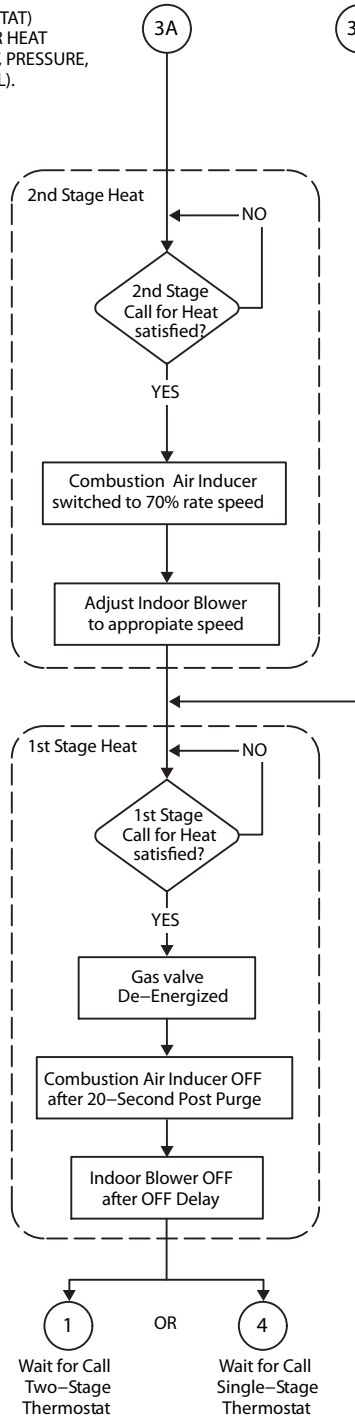 TAT)
R HEAT
, PRESSURE,
L).
3A
3
2nd Stage Heat
NO
2nd Stage
Call for Heat
satisfied?
YES
Combustion Air Inducer
switched to 70% rate speed
Adjust Indoor Blower
to appropiate speed
1st Stage Heat
NO
1st Stage
Call for Heat
satisfied?
YES
Gas valve
De−Energized
Combustion Air Inducer OFF
after 20−Second Post Purge
Indoor Blower OFF
after OFF Delay
1
OR
4
Wait for Call
Two−Stage
Thermostat
Wait for Call
Single−Stage
Thermostat